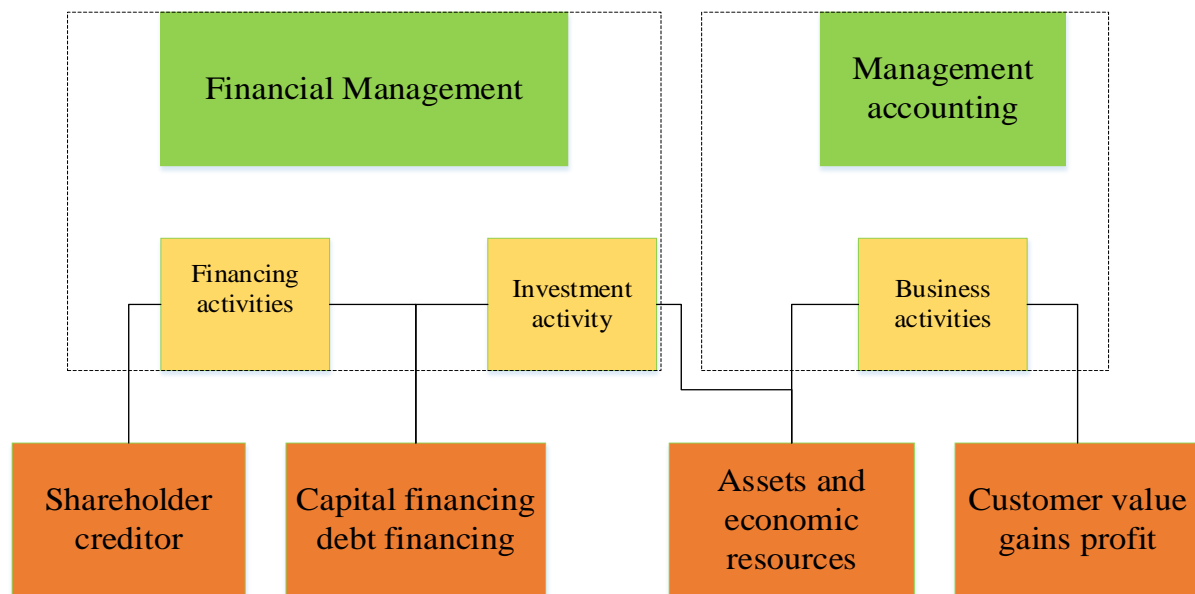 Financial Management
Management
accounting
Financing
activities
Investment
activity
Business
activities
Shareholder
creditor
Capital financing
debt financing
Assets and
economic
resources
Customer value
gains profit